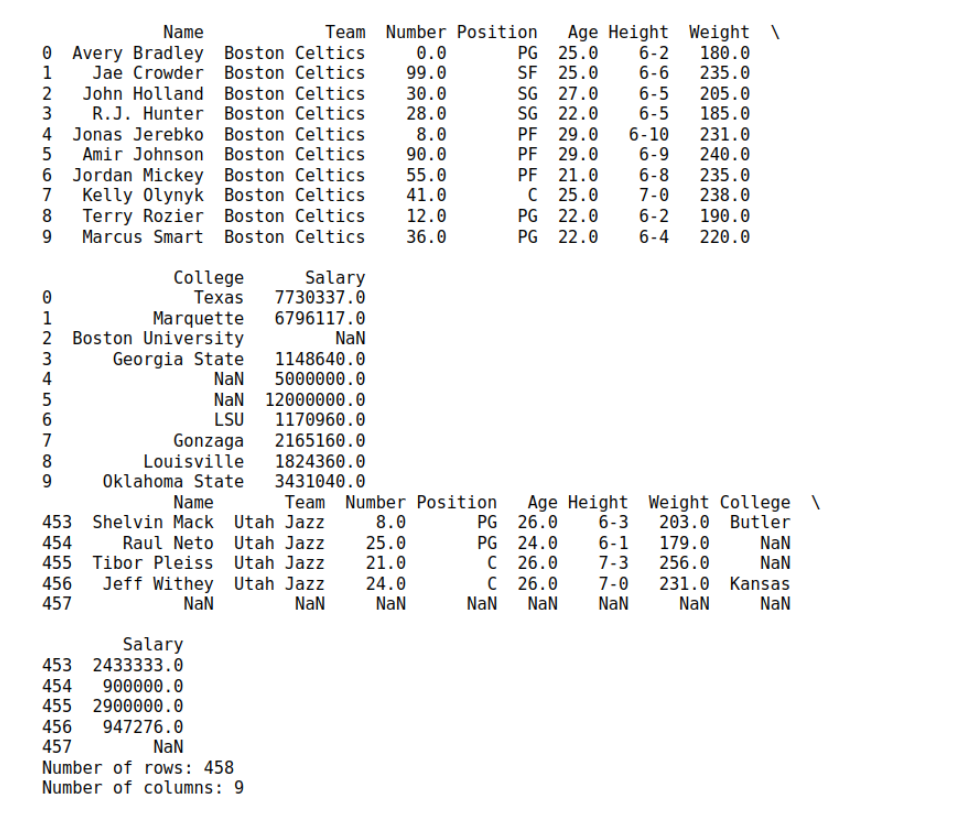 Name            Team  Number Position   Age Height  Weight  \
0  Avery Bradley  Boston Celtics     0.0       PG  25.0    6-2   180.0
1    Jae Crowder  Boston Celtics    99.0       SF  25.0    6-6   235.0
2   John Holland  Boston Celtics    30.0       SG  27.0    6-5   205.0
3    R.J. Hunter  Boston Celtics    28.0       SG  22.0    6-5   185.0
4  Jonas Jerebko  Boston Celtics     8.0       PF  29.0   6-10   231.0
5   Amir Johnson  Boston Celtics    90.0       PF  29.0    6-9   240.0
6  Jordan Mickey  Boston Celtics    55.0       PF  21.0    6-8   235.0
7   Kelly Olynyk  Boston Celtics    41.0        C  25.0    7-0   238.0
8   Terry Rozier  Boston Celtics    12.0       PG  22.0    6-2   190.0
9   Marcus Smart  Boston Celtics    36.0       PG  22.0    6-4   220.0

             College      Salary
0              Texas   7730337.0
1          Marquette   6796117.0
2  Boston University         NaN
3      Georgia State   1148640.0
4                NaN   5000000.0
5                NaN  12000000.0
6                LSU   1170960.0
7            Gonzaga   2165160.0
8         Louisville   1824360.0
9     Oklahoma State   3431040.0
             Name       Team  Number Position   Age Height  Weight College  \
453  Shelvin Mack  Utah Jazz     8.0       PG  26.0    6-3   203.0  Butler
454     Raul Neto  Utah Jazz    25.0       PG  24.0    6-1   179.0     NaN
455  Tibor Pleiss  Utah Jazz    21.0        C  26.0    7-3   256.0     NaN
456   Jeff Withey  Utah Jazz    24.0        C  26.0    7-0   231.0  Kansas
457           NaN        NaN     NaN      NaN   NaN    NaN     NaN     NaN

        Salary
453  2433333.0
454   900000.0
455  2900000.0
456   947276.0
457        NaN
Number of rows: 458
Number of columns: 9